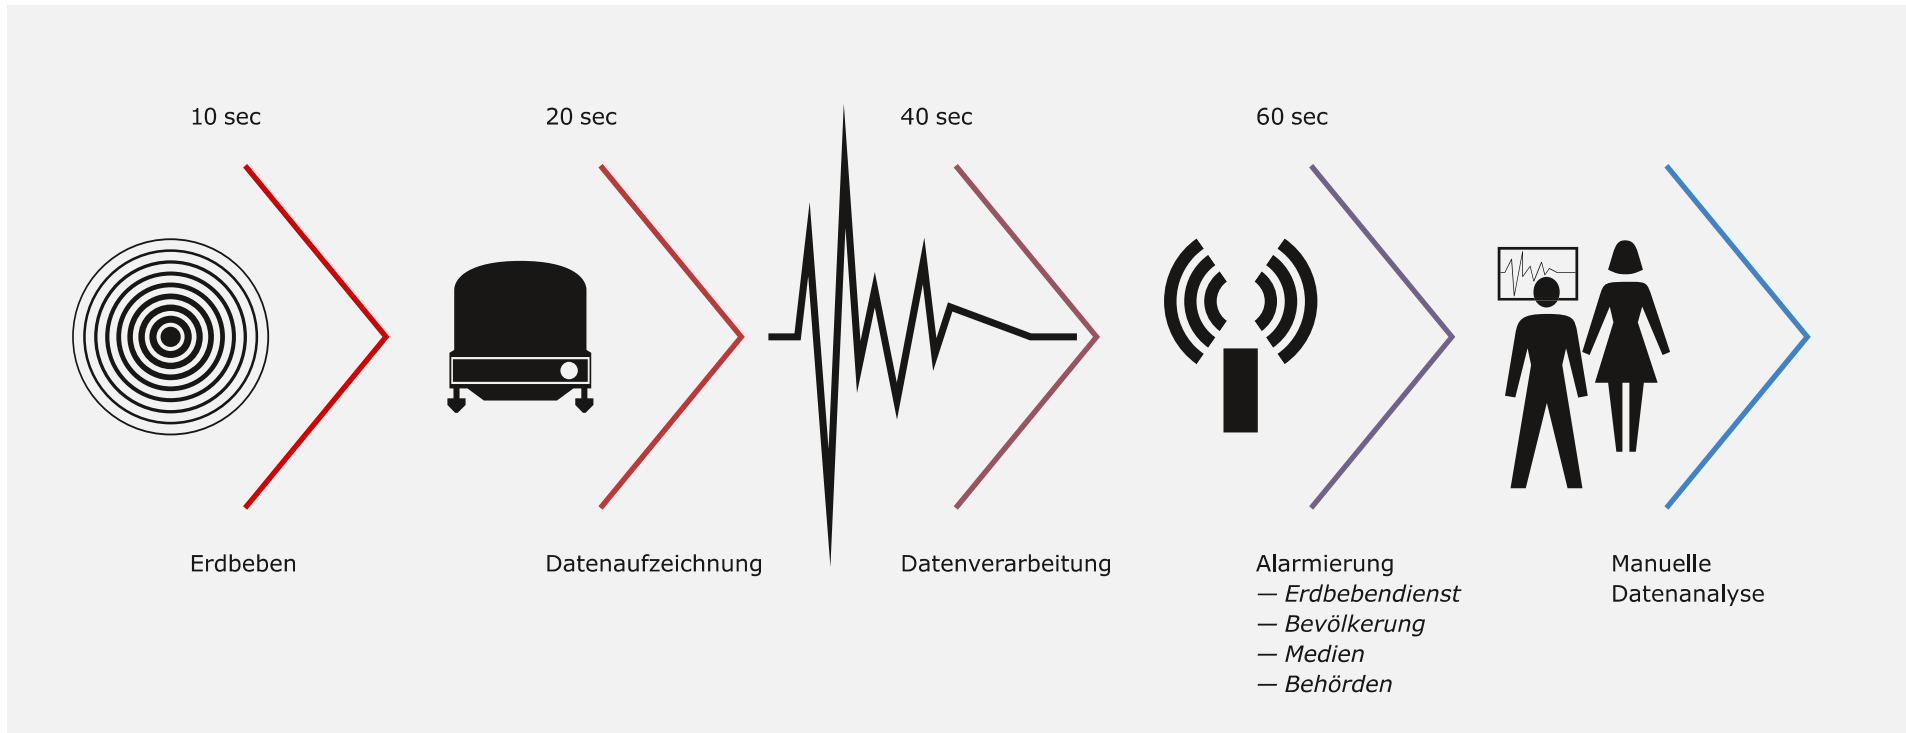 10 sec
20 sec
40 sec
60 sec
Erdbeben
Datenaufzeichnung
Datenverarbeitung
Alarmierung
— Erdbebendienst
— Bevölkerung
— Medien
— Behörden
Manuelle
Datenanalyse